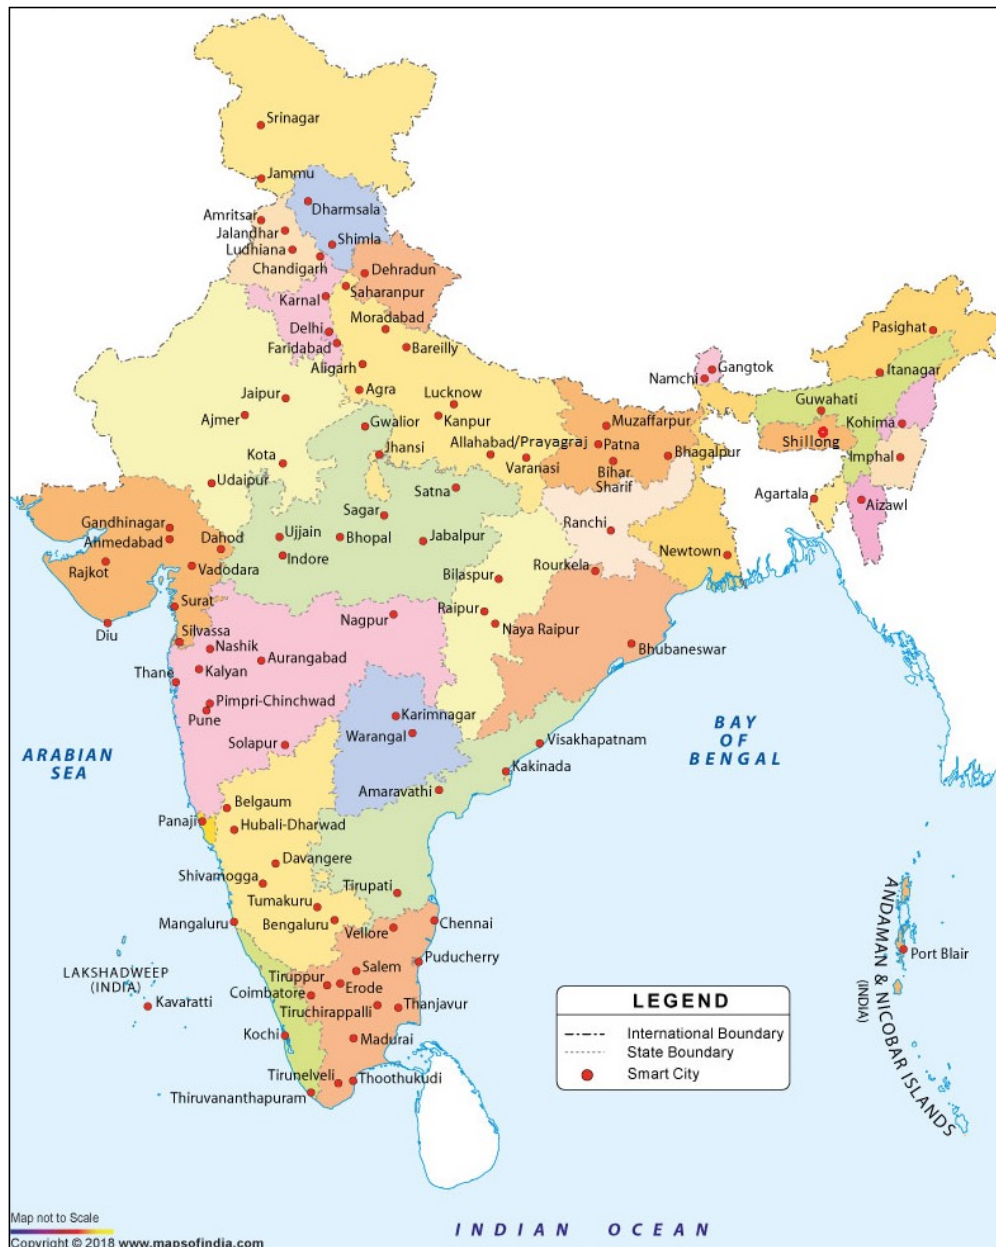 Srinagar
Jammu
Dharmsala
Amritsar
Jalandhar
Shimla
Ludhiana
Chandigarh
Dehradun
Saharanpur
Karnal
Moradabad
Delhi
Faridabad
Bareilly
Aligarh
Pasighat
Gangtok
Namchi
Itanagar
Agra
Lucknow
Jaipur
Guwahati
Ajmer
Gwalior
Kanpur
Muzaffarpur
Kohima
Allahabad/Prayagraj
Patna
Shillong
Jhansi
Bhagalpur
Kota
Varanasi
Bihar
Sharif
Imphal
Udaipur
Satna
Agartala
Aizawl
Sagar
Gandhinagar
Ranchi
Ahmedabad
Dahod
Ujjain
Bhopal
Jabalpur
Indore
Newtown
Rajkot
Vadodara
Bilaspur
Rourkela
Surat
Raipur
Nagpur
Diu
Silvassa
Naya Raipur
Nashik
Bhubaneswar
Aurangabad
Thane
Kalyan
Pimpri-Chinchwad
Pune
Karimnagar
Solapur
Warangal
Visakhapatnam
BAY
OF
BENGAL
ARABIAN
SEA
Kakinada
Amaravathi
Belgaum
Panaji
Hubali-Dharwad
Davangere
Shivamogga
Tirupati
Tumakuru
Mangaluru
Bengaluru
Chennai
Vellore
Puducherry
LAKSHADWEEP
(INDIA)
Kavaratti
Salem
Tiruppur
Coimbatore
Erode
Tiruchirappalli
Thanjavur
Kochi
Madurai
Tirunelveli
Thoothukudi
Thiruvananthapuram
ANDAMAN & NICOBAR ISLANDS
(INDIA)
Port Blair
LEGEND
International Boundary
State Boundary
Smart City
Map not to Scale
Copyright © 2018 www.mapsofindia.com
INDIAN OCEAN